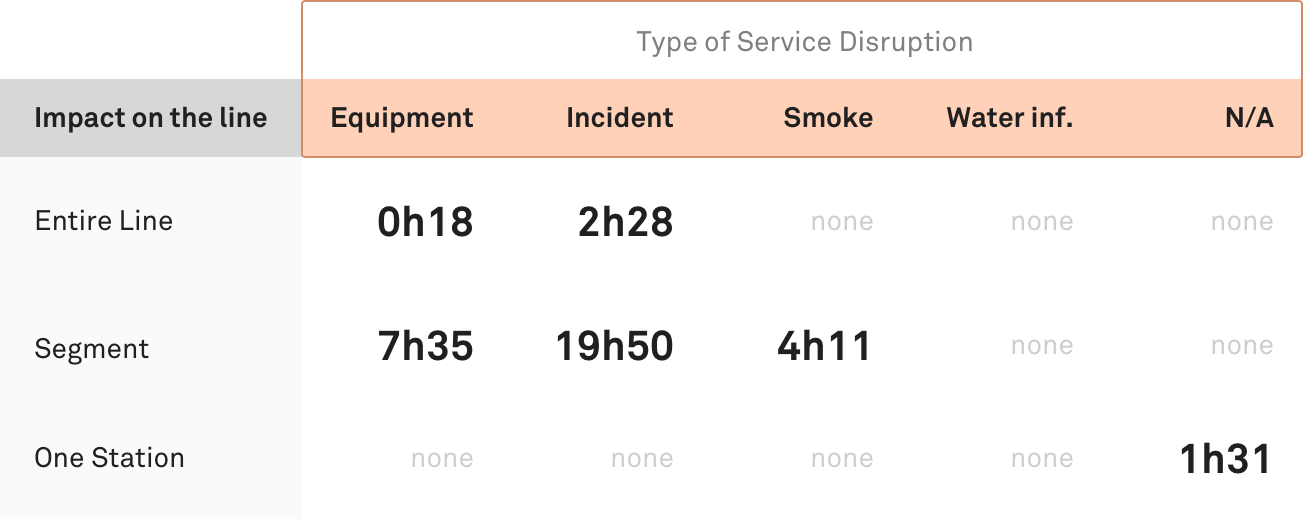 Type of Service Disruption
Impact on the line Equipment Incident Smoke Water inf. N/A
Entire Line 0h18 2h28 none none none
Segment 7h35 19h50 4h11 none none
One Station none none none none 1h31